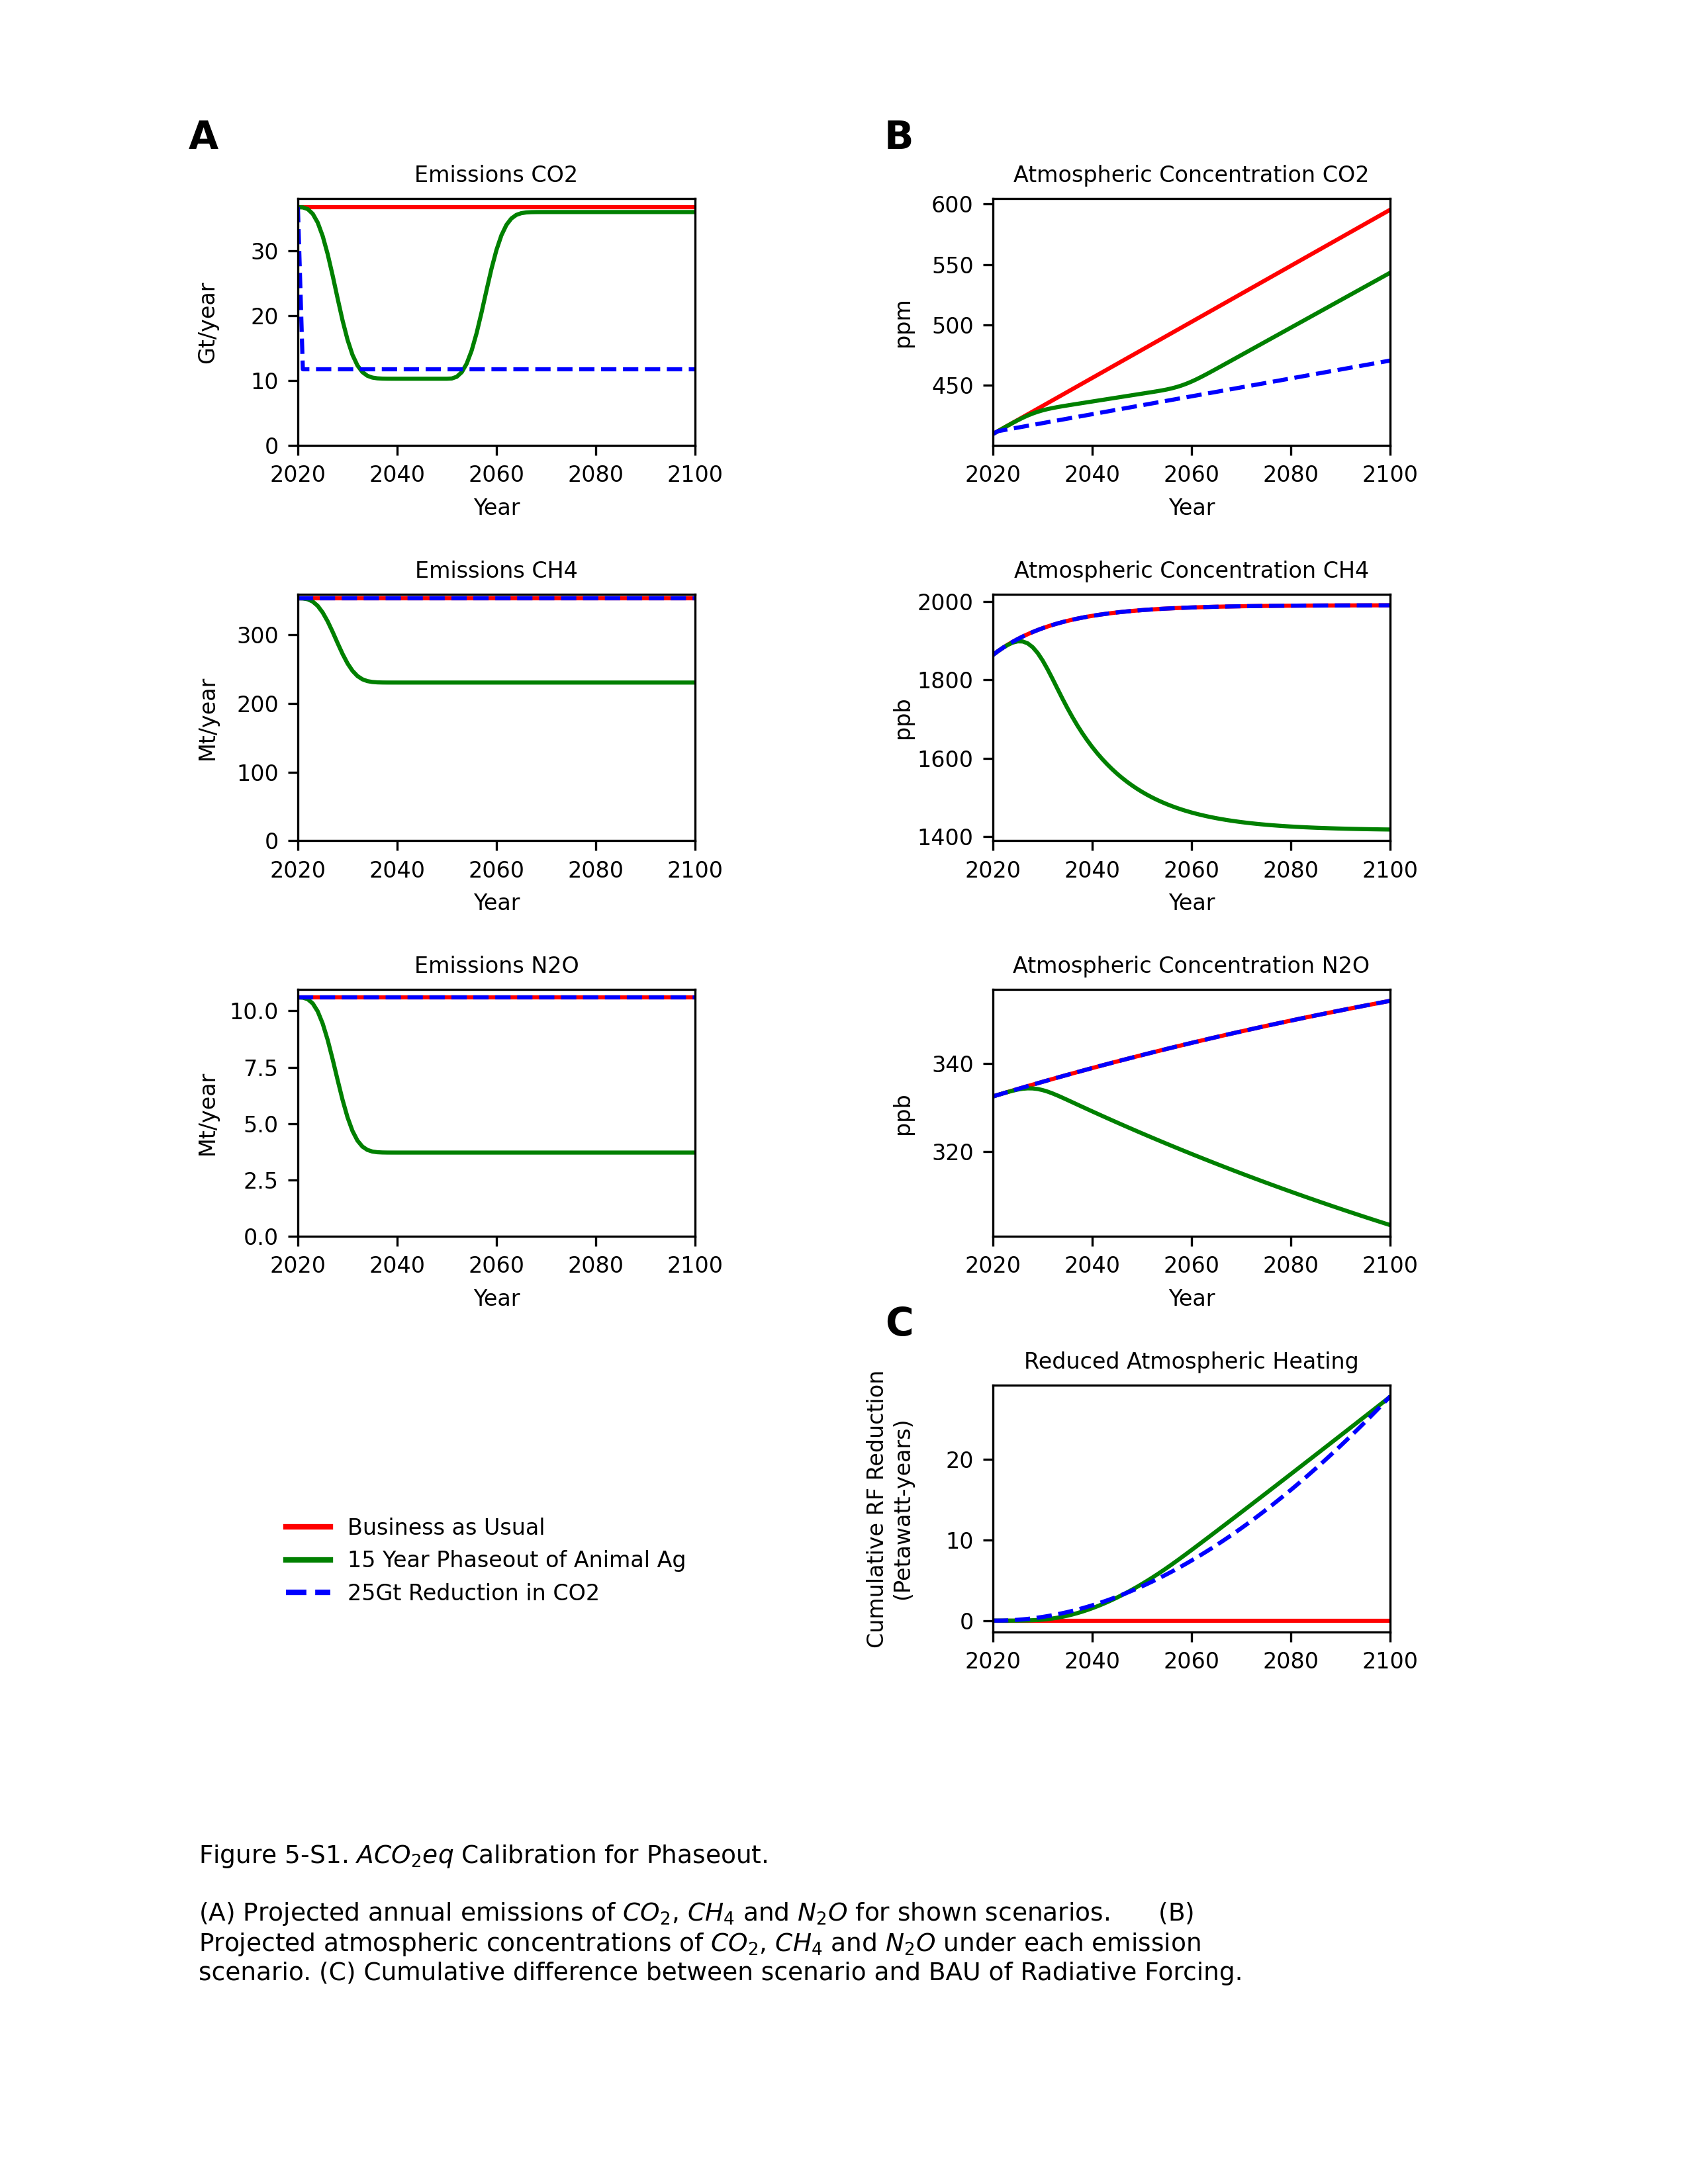 A
Emissions CO2
Gt/year
30
20
10
0
2020 2040 2060 2080 2100
Year
Emissions CH4
Mt/year
300
200
100
0
2020 2040 2060 2080 2100
Year
Emissions N2O
Mt/year
10.0
7.5
5.0
2.5
0.0
2020 2040 2060 2080 2100
Year
B
Atmospheric Concentration CO2
ppm
600
550
500
450
2020 2040 2060 2080 2100
Year
Atmospheric Concentration CH4
ppb
2000
1800
1600
1400
2020 2040 2060 2080 2100
Year
Atmospheric Concentration N2O
ppb
340
320
2020 2040 2060 2080 2100
Year
C
Reduced Atmospheric Heating
Cumulative RF Reduction
(Petawatt-years)
20
10
0
2020 2040 2060 2080 2100
Business as Usual
15 Year Phaseout of Animal Ag
25Gt Reduction in CO2
Figure 5-S1. ACO₂eq Calibration for Phaseout.
(A) Projected annual emissions of CO₂, CH₄ and N₂O for shown scenarios. (B)
Projected atmospheric concentrations of CO₂, CH₄ and N₂O under each emission
scenario. (C) Cumulative difference between scenario and BAU of Radiative Forcing.